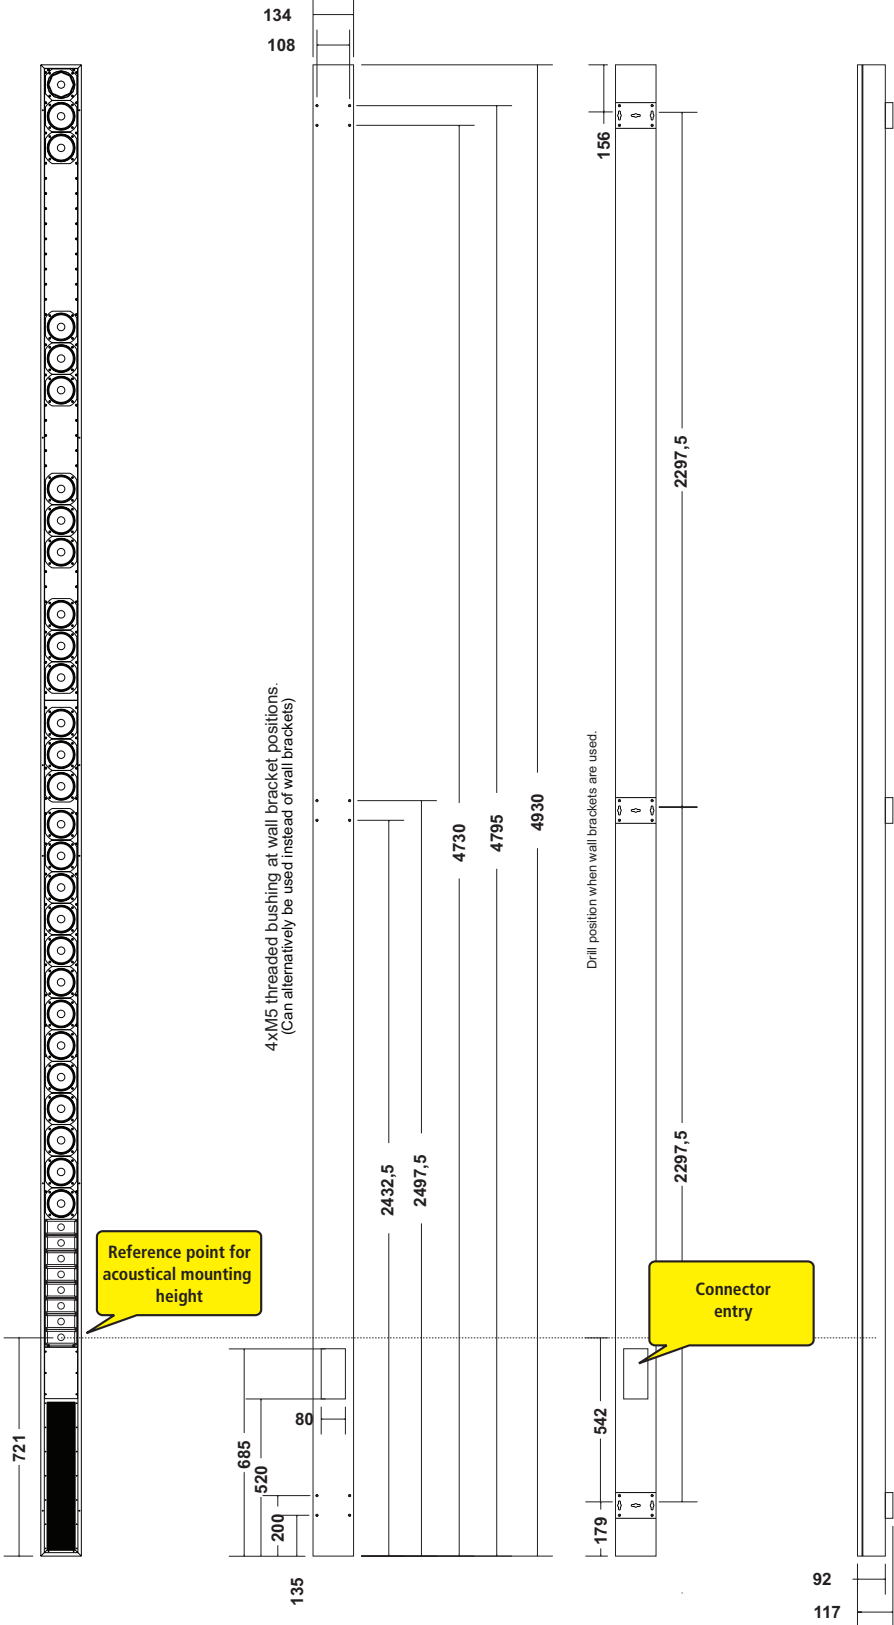 134
108
156
2297,5
4xM5 threaded bushing at wall bracket positions.
(Can alternatively be used instead of wall brackets)
Drill position when wall brackets are used.
4730
4795
4930
2432,5
2497,5
2297,5
Reference point for
acoustical mounting
height
Connector
entry
721
685
520
80
200
135
542
179
92
117